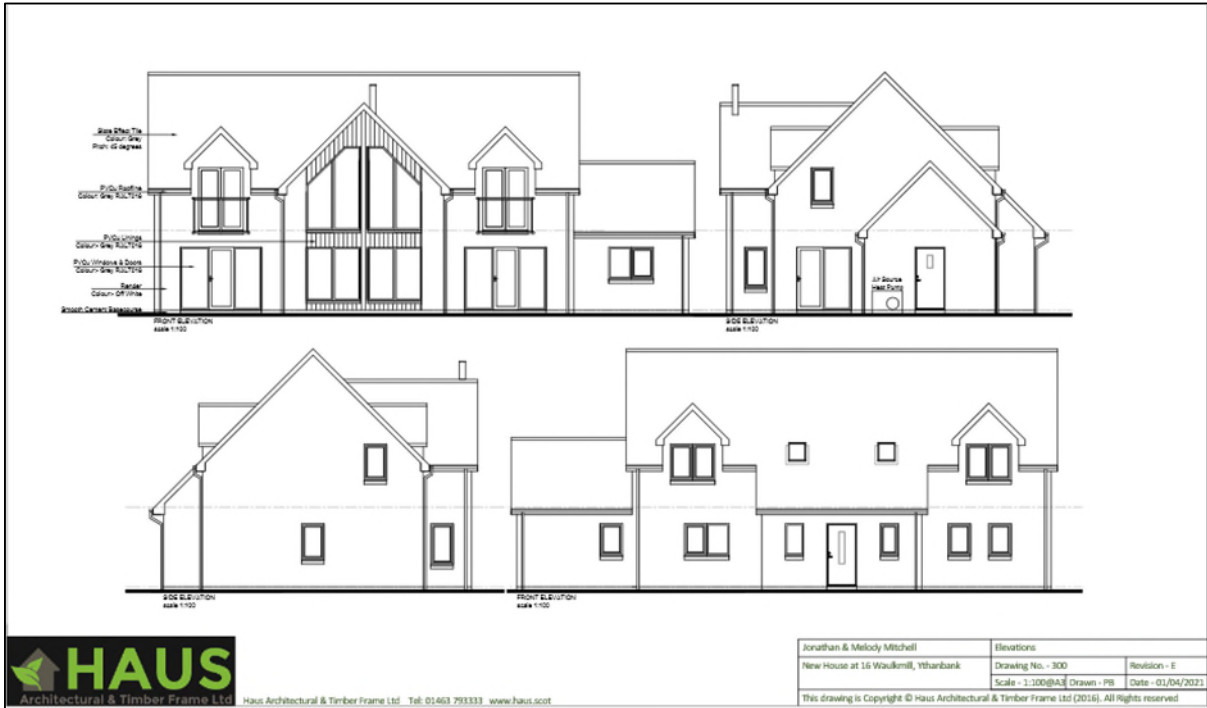 Slate Effect Tile
Colour: Grey
Pitch: 45 degrees
PVCu Roofline
Colour: Grey RAL7016
PVCu Linings
Colour:- Grey RAL7016
PVCu Windows & Doors
Colour:- Grey RAL7016
Render
Colour:- Off White
Smooth Cement Basecourse
FRONT ELEVATION
scale 1:100
Air Source
Heat Pump
SIDE ELEVATION
scale 1:100
SIDE ELEVATION
scale 1:100
FRONT ELEVATION
scale 1:100
HAUS
Architectural & Timber Frame Ltd
Haus Architectural & Timber Frame Ltd Tel: 01463 793333 www.haus.scot
Jonathan & Melody Mitchell
Elevations
New House at 16 Waulkmill, Ythanbank
Drawing No. - 300
Revision - E
Scale - 1:100@A3
Drawn - PB
Date - 01/04/2021
This drawing is Copyright © Haus Architectural & Timber Frame Ltd (2016). All Rights reserved